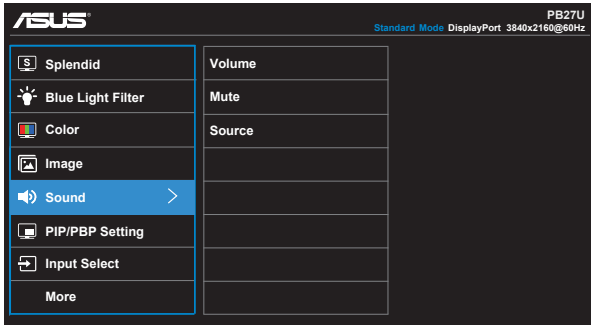 ASUS
PB27U
Standard Mode DisplayPort 3840x2160@60Hz
S Splendid
Blue Light Filter
Color
Image
Sound
PIP/PBP Setting
Input Select
More
Volume
Mute
Source